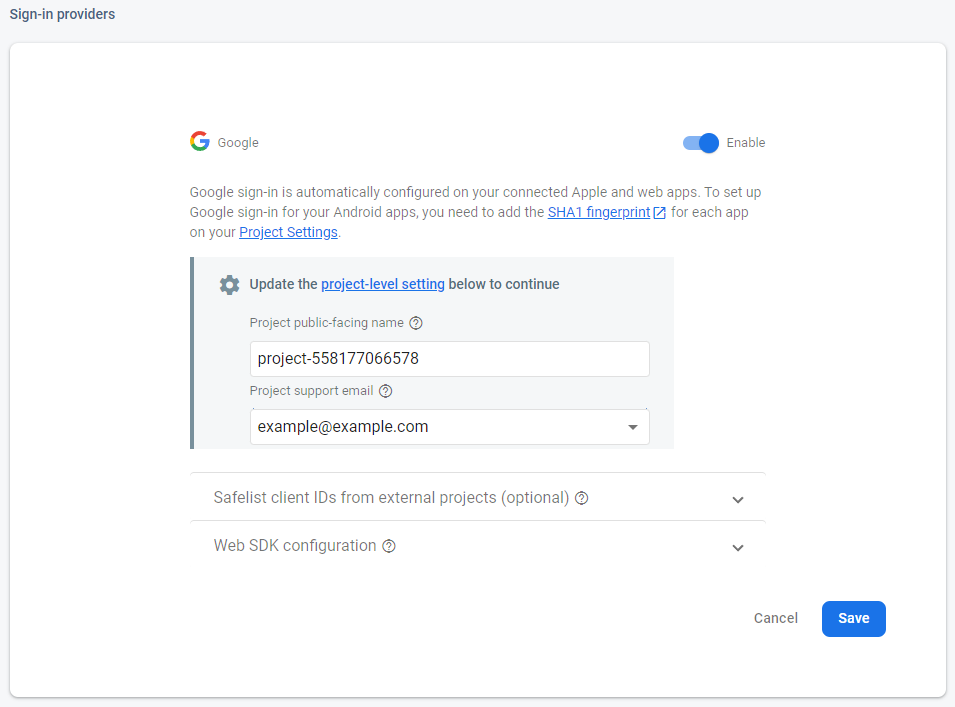 Sign-in providers
Google
Enable
Google sign-in is automatically configured on your connected Apple and web apps. To set up
Google sign-in for your Android apps, you need to add the SHA1 fingerprint for each app
on your Project Settings.
Update the project-level setting below to continue
Project public-facing name
project-558177066578
Project support email
example@example.com
Safelist client IDs from external projects (optional)
Web SDK configuration
Cancel
Save